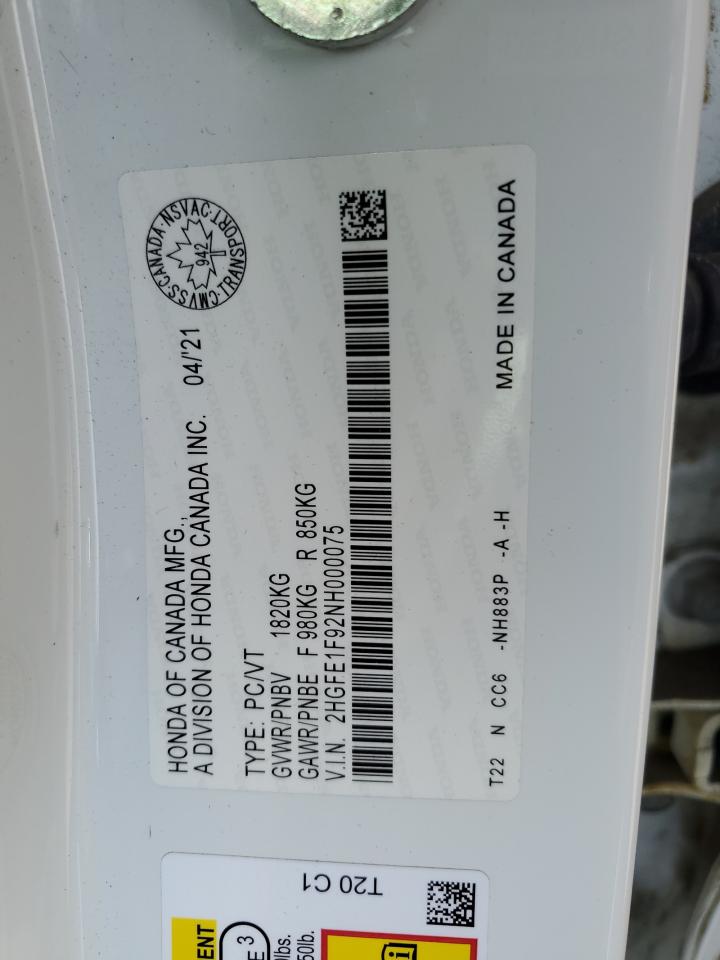 HONDA OF CANADA MFG., 04/'21
A DIVISION OF HONDA CANADA INC.
CMVSS·CANADA·NSVAC·TRANSPORT·
942
TYPE: PC/VT
GVWR/PNBV 1820KG
GAWR/PNBE F 980KG R 850KG
V.I.N. 2HGFE1F92NH000075
T22 N CC6 -NH883P -A -H MADE IN CANADA
T20 C1